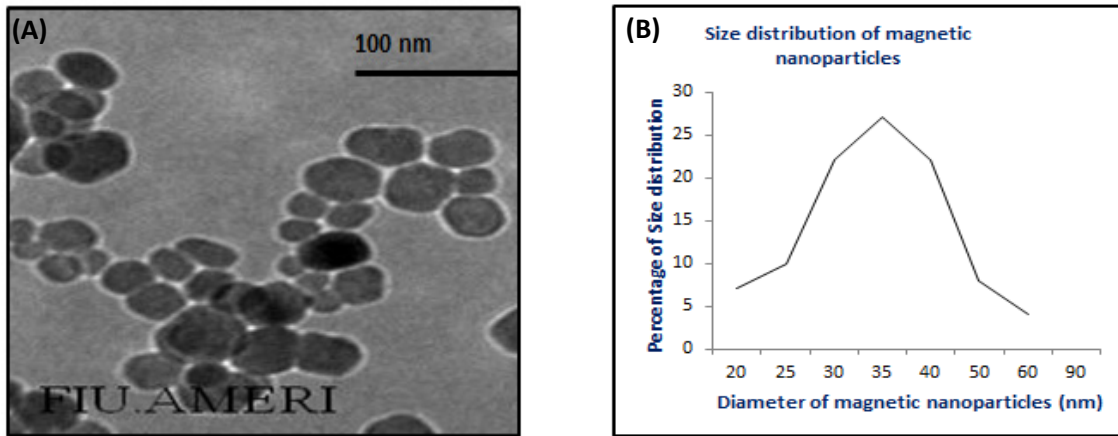 (A)
100 nm
FIU.AMERI
(B)
Size distribution of magnetic
nanoparticles
Percentage of Size distribution
30
25
20
15
10
5
0
20 25 30 35 40 50 60 90
Diameter of magnetic nanoparticles (nm)